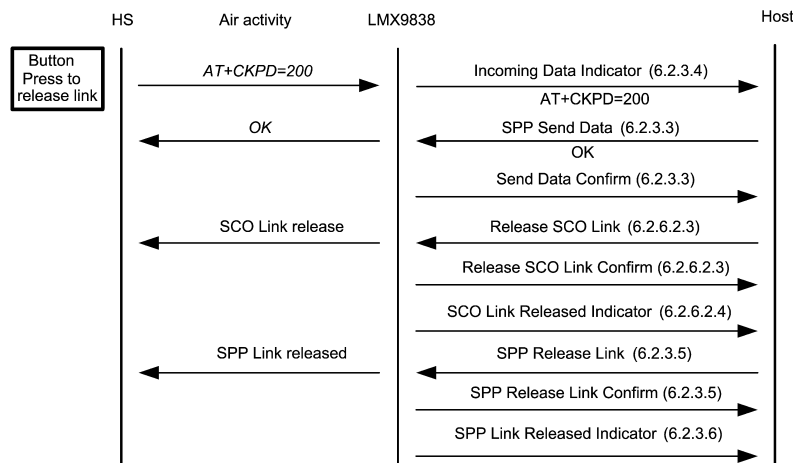 HS
Air activity
LMX9838
Host
Button
Press to
release link
AT+CKPD=200
Incoming Data Indicator (6.2.3.4)
AT+CKPD=200
OK
SPP Send Data (6.2.3.3)
OK
Send Data Confirm (6.2.3.3)
SCO Link release
Release SCO Link (6.2.6.2.3)
Release SCO Link Confirm (6.2.6.2.3)
SCO Link Released Indicator (6.2.6.2.4)
SPP Link released
SPP Release Link (6.2.3.5)
SPP Release Link Confirm (6.2.3.5)
SPP Link Released Indicator (6.2.3.6)